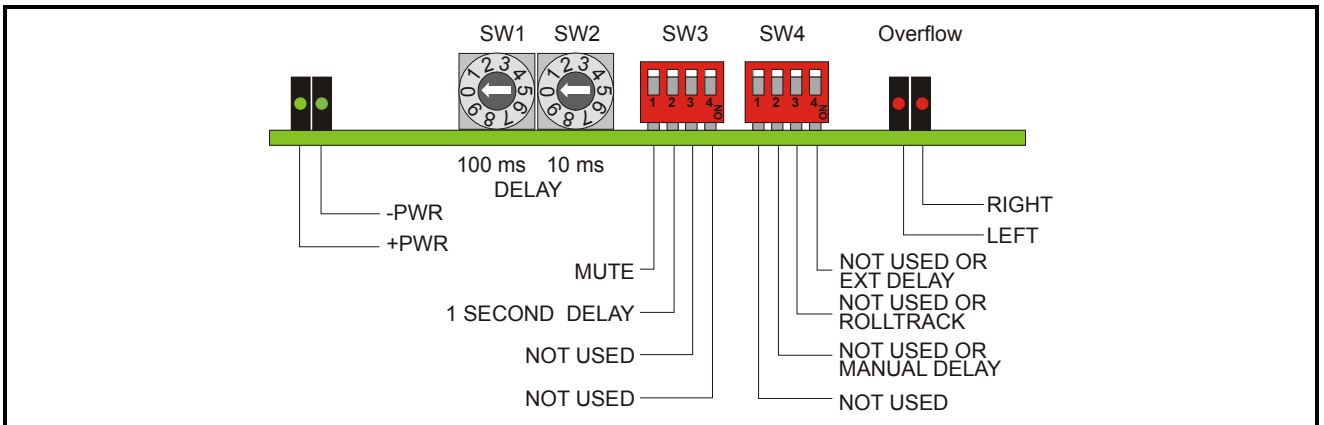 SW1 SW2 SW3 SW4 Overflow
0 1 2 3 4 5 6 7 8 9
0 1 2 3 4 5 6 7 8 9
1 2 3 4 ON
1 2 3 4 ON
100 ms 10 ms
DELAY
-PWR
+PWR
MUTE
1 SECOND DELAY
NOT USED
NOT USED
NOT USED OR
EXT DELAY
NOT USED OR
ROLLTRACK
NOT USED OR
MANUAL DELAY
NOT USED
RIGHT
LEFT